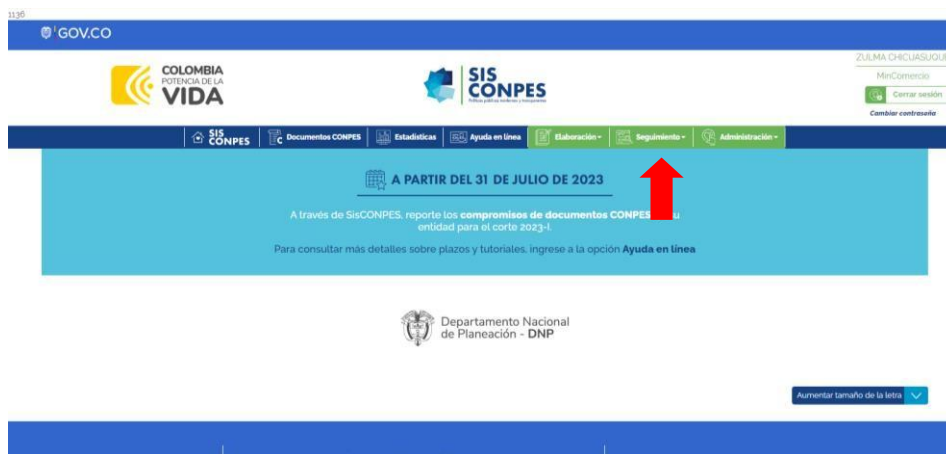 1136
GOV.CO
ZULMA CHICUASUQUE
COLOMBIA
POTENCIA DE LA
VIDA
SIS
CONPES
MinComercio
Cerrar sesión
Cambiar contraseña
SIS CONPES Documentos CONPES Estadísticas Ayuda en línea Elaboración Seguimiento Administración
A PARTIR DEL 31 DE JULIO DE 2023
A través de SisCONPES, reporte los compromisos de documentos CONPES u
entidad para el corte 2023-I.
Para consultar más detalles sobre plazos y tutoriales, ingrese a la opción Ayuda en línea
Departamento Nacional
de Planeación - DNP
Aumentar tamaño de la letra